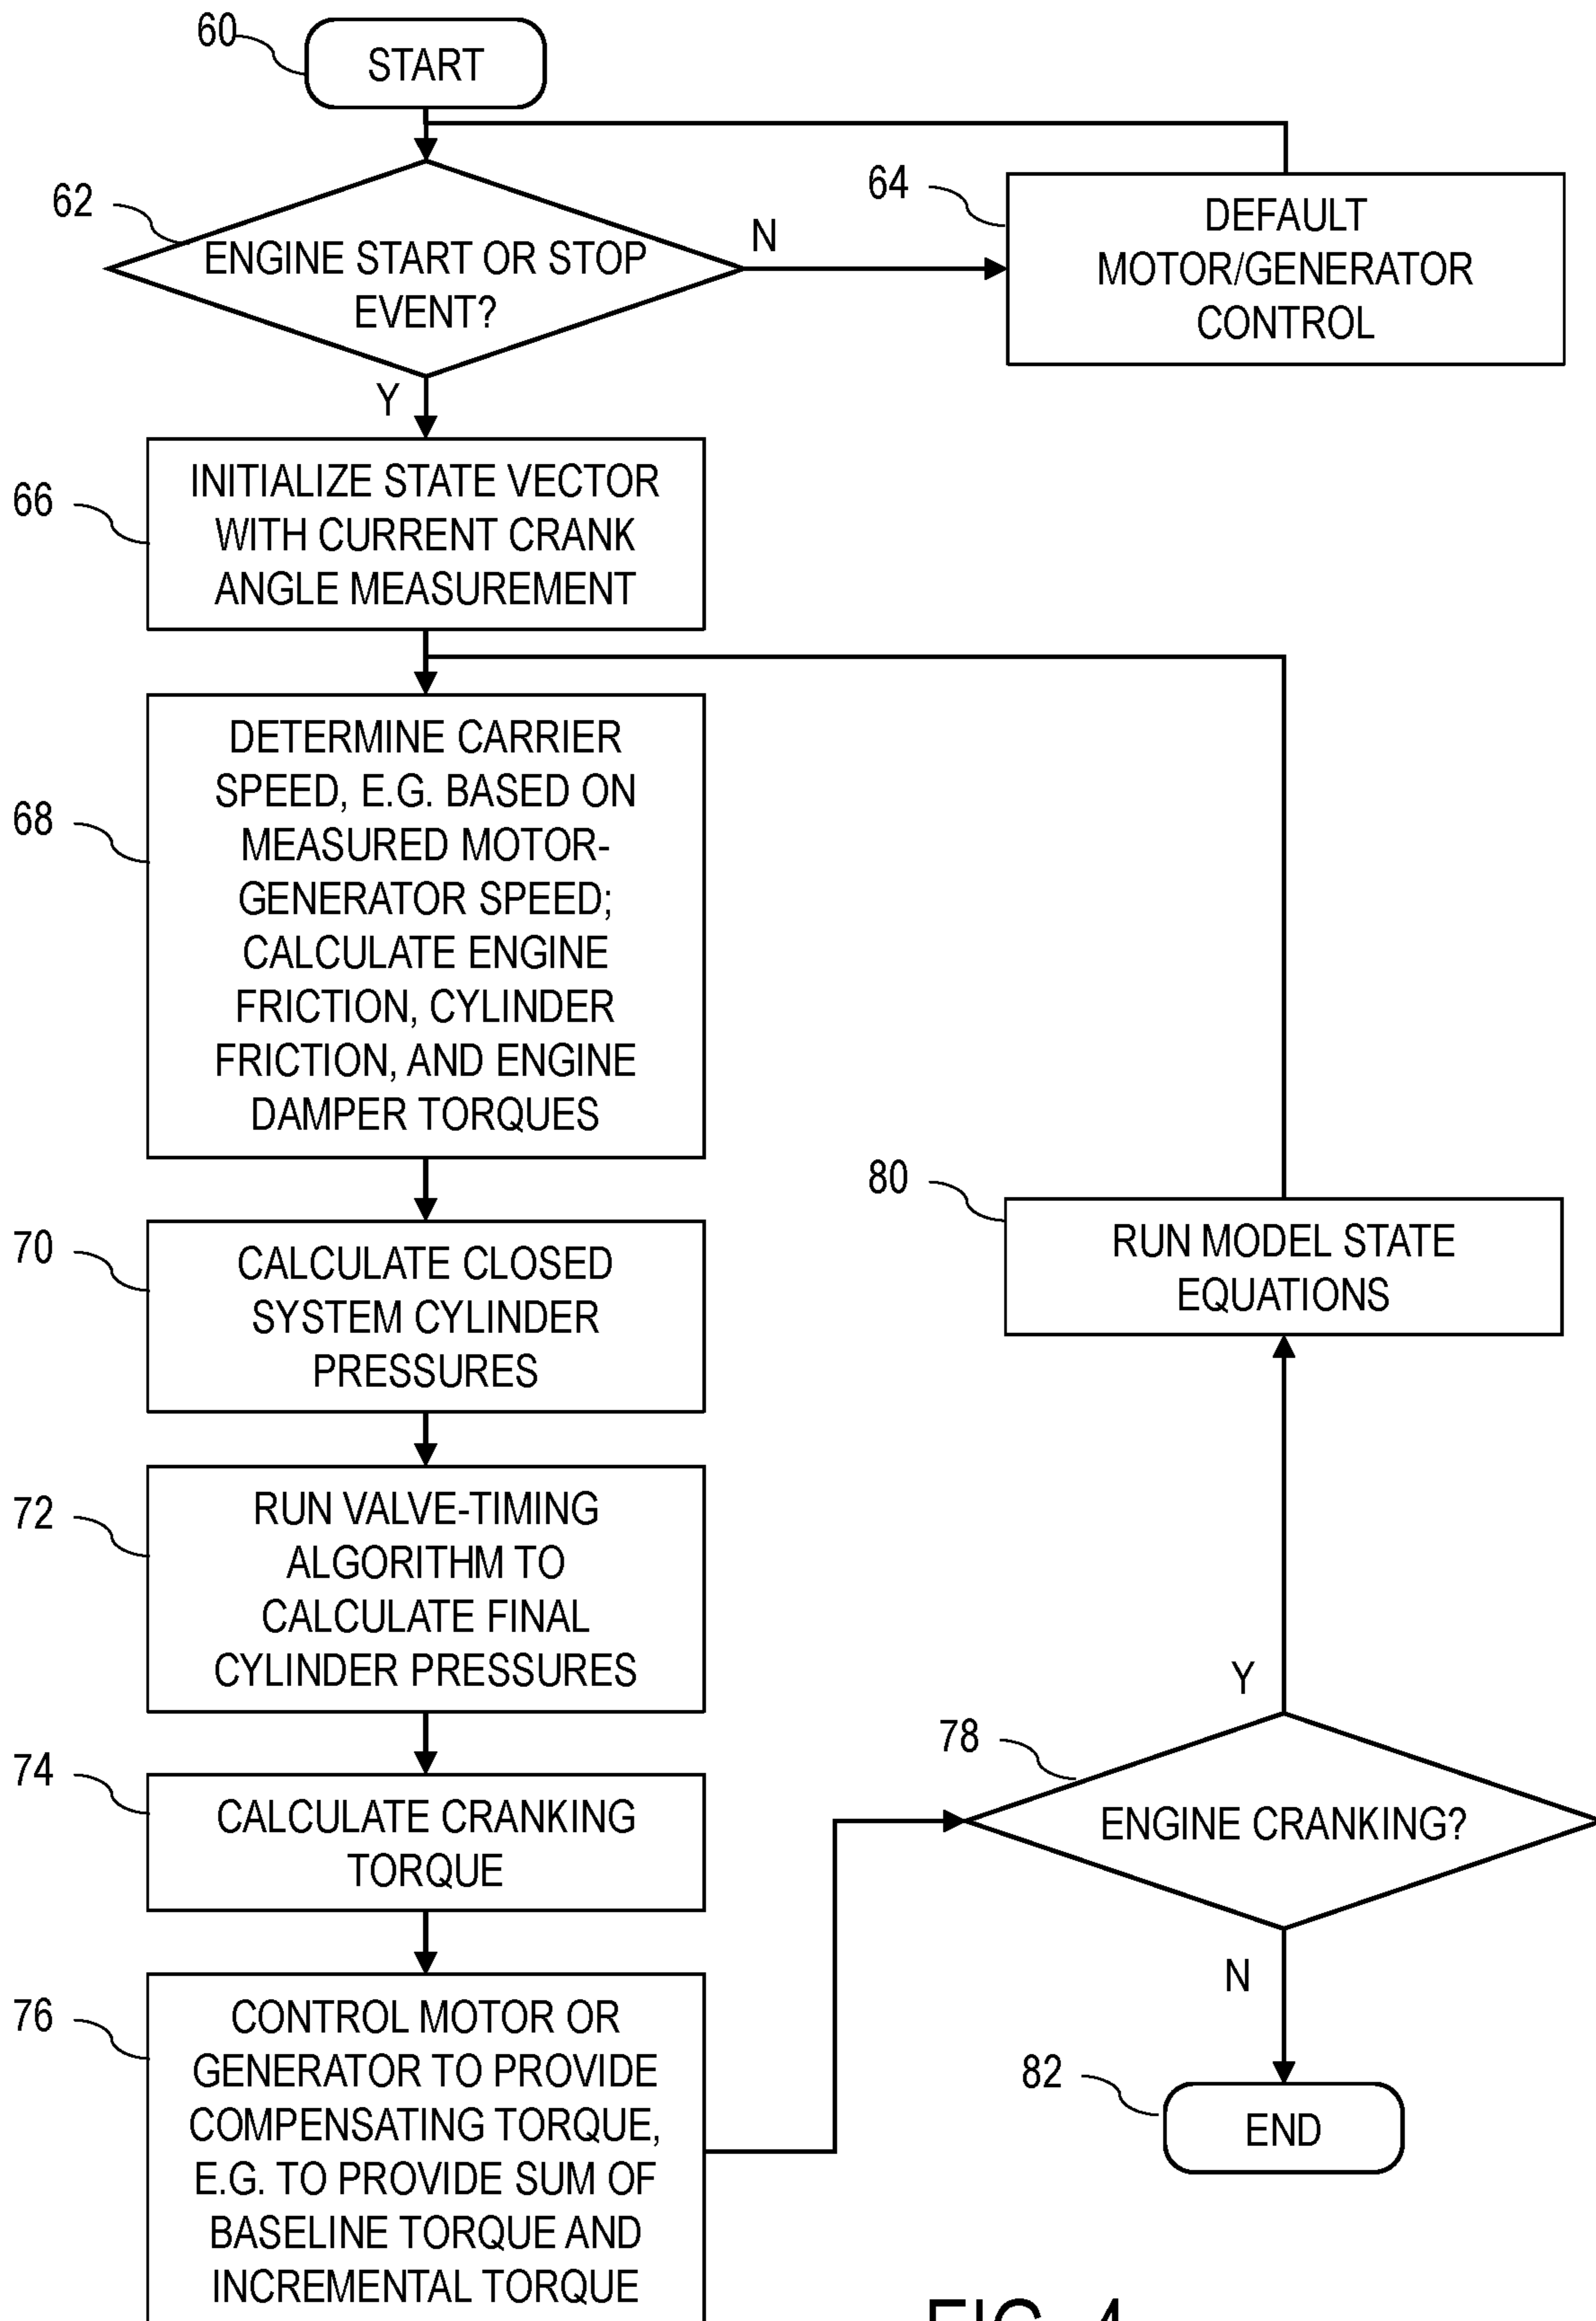 60
START
62
ENGINE START OR STOP
EVENT?
N
Y
64
DEFAULT
MOTOR/GENERATOR
CONTROL
66
INITIALIZE STATE VECTOR
WITH CURRENT CRANK
ANGLE MEASUREMENT
68
DETERMINE CARRIER
SPEED, E.G. BASED ON
MEASURED MOTOR-
GENERATOR SPEED;
CALCULATE ENGINE
FRICTION, CYLINDER
FRICTION, AND ENGINE
DAMPER TORQUES
70
CALCULATE CLOSED
SYSTEM CYLINDER
PRESSURES
72
RUN VALVE-TIMING
ALGORITHM TO
CALCULATE FINAL
CYLINDER PRESSURES
74
CALCULATE CRANKING
TORQUE
76
CONTROL MOTOR OR
GENERATOR TO PROVIDE
COMPENSATING TORQUE,
E.G. TO PROVIDE SUM OF
BASELINE TORQUE AND
INCREMENTAL TORQUE
78
ENGINE CRANKING?
Y
N
80
RUN MODEL STATE
EQUATIONS
82
END
FIG. 4